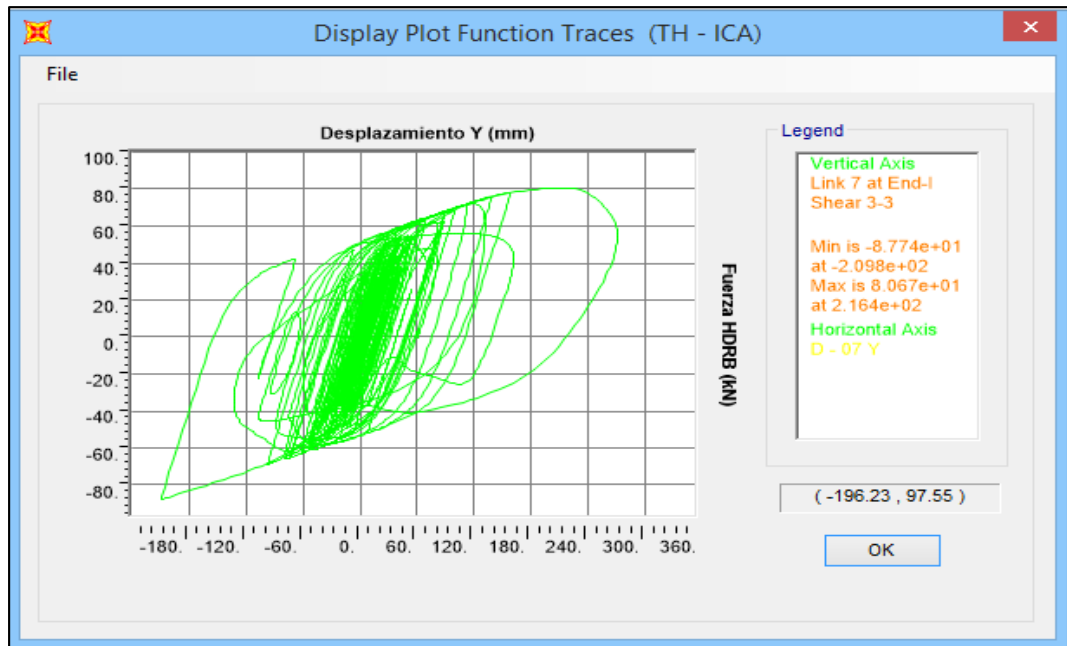 Display Plot Function Traces (TH - ICA)
File
Desplazamiento Y (mm)
100.
80.
60.
40.
20.
0.
-20.
-40.
-60.
-80.
-180. -120. -60. 0. 60. 120. 180. 240. 300. 360.
Fuerza HDRB (kN)
Legend
Vertical Axis
Link 7 at End-I
Shear 3-3
Min is -8.774e+01
at -2.098e+02
Max is 8.067e+01
at 2.164e+02
Horizontal Axis
D - 07 Y
( -196.23 , 97.55 )
OK